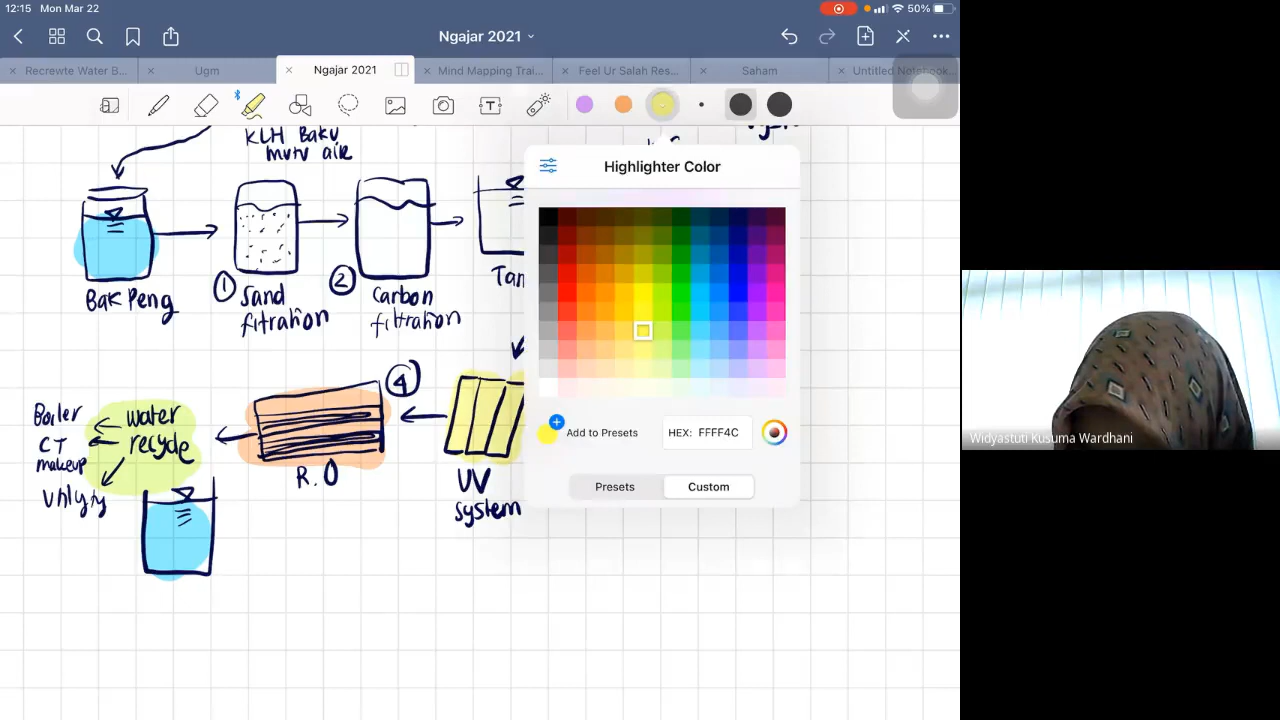 12:15 Mon Mar 22
50%
Ngajar 2021
Recrewte Water B...
Ugm
Ngajar 2021
Mind Mapping Trai...
Feel Ur Salah Res...
Saham
Untitled Notebook...
KLH Baku
mutu air
Highlighter Color
Bak Peng
1 Sand
filtration
2 Carbon
filtration
Tan
4
Boiler
CT
makeup
water
recycle
R.O
UV
system
Add to Presets
HEX: FFFF4C
Presets
Custom
Widyastuti Kusuma Wardhani